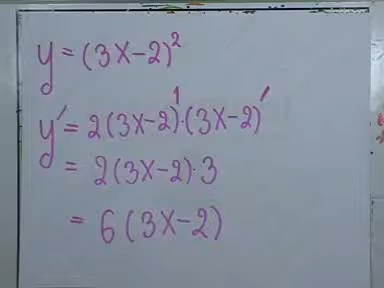 y = (3x-2)²
y' = 2(3x-2)¹·(3x-2)'
= 2(3x-2)·3
= 6(3x-2)